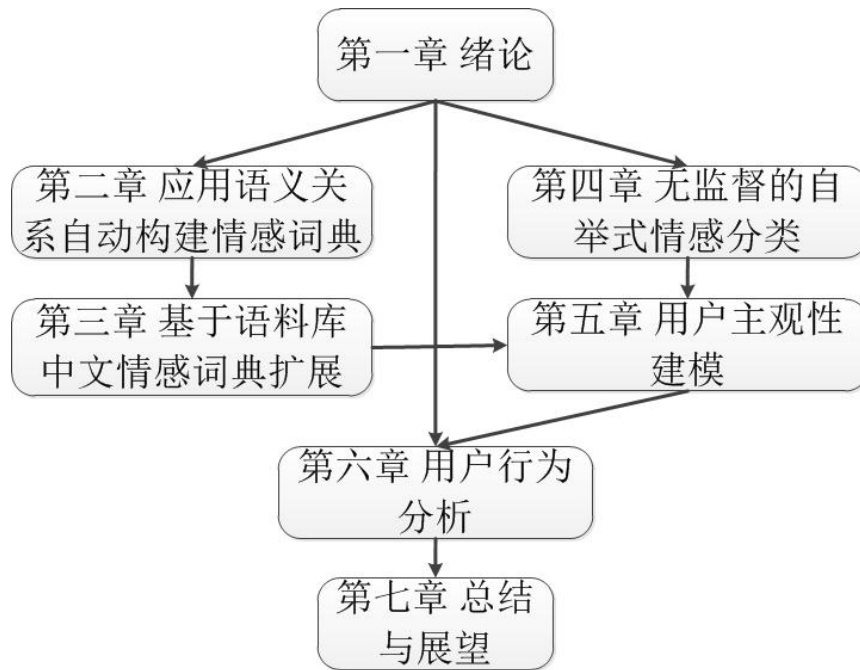 第一章 绪论
第二章 应用语义关
系自动构建情感词典
第四章 无监督的自
举式情感分类
第三章 基于语料库
中文情感词典扩展
第五章 用户主观性
建模
第六章 用户行为
分析
第七章 总结
与展望